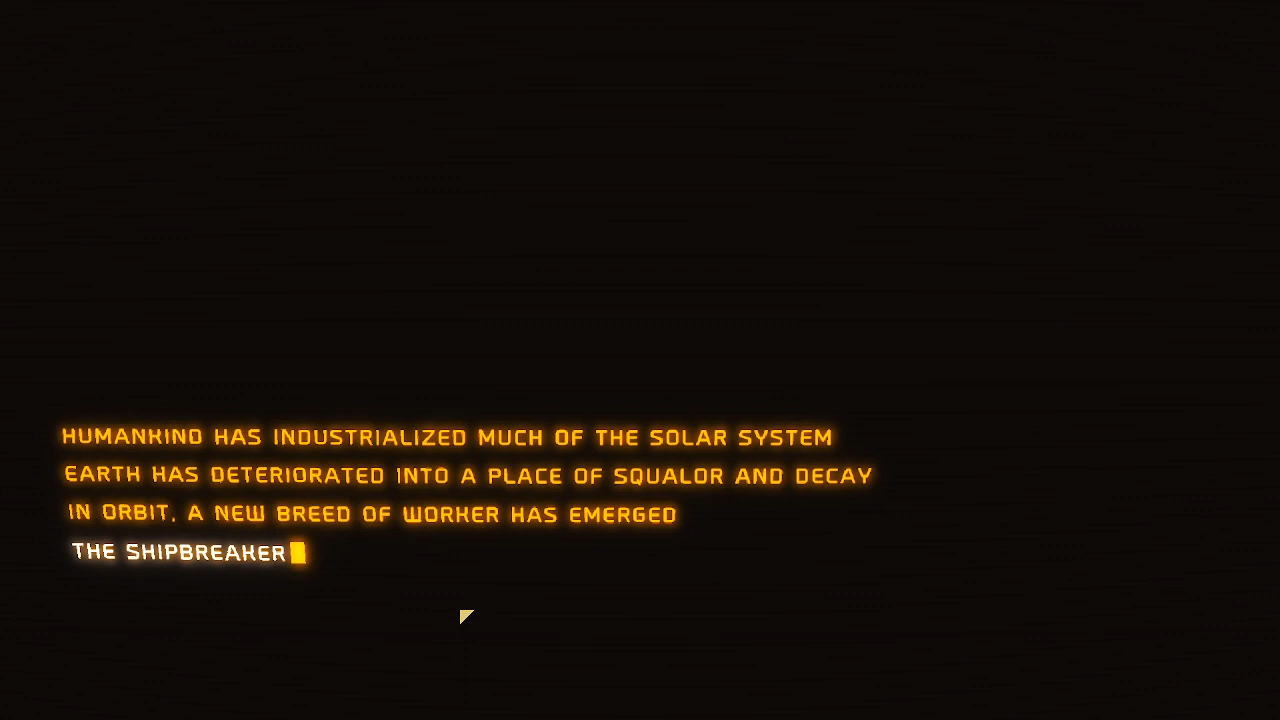 HUMANKIND HAS INDUSTRIALIZED MUCH OF THE SOLAR SYSTEM
EARTH HAS DETERIORATED INTO A PLACE OF SQUALOR AND DECAY
IN ORBIT, A NEW BREED OF WORKER HAS EMERGED
THE SHIPBREAKER